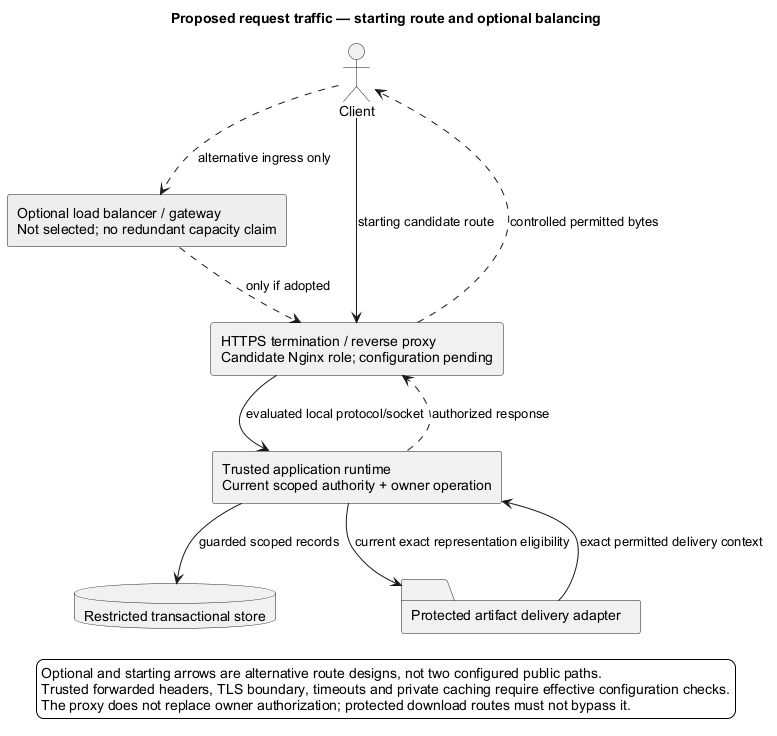 Proposed request traffic — starting route and optional balancing
Client
alternative ingress only
Optional load balancer / gateway
Not selected; no redundant capacity claim
starting candidate route
controlled permitted bytes
only if adopted
HTTPS termination / reverse proxy
Candidate Nginx role; configuration pending
evaluated local protocol/socket
authorized response
Trusted application runtime
Current scoped authority + owner operation
guarded scoped records
current exact representation eligibility
exact permitted delivery context
Restricted transactional store
Protected artifact delivery adapter
Optional and starting arrows are alternative route designs, not two configured public paths.
Trusted forwarded headers, TLS boundary, timeouts and private caching require effective configuration checks.
The proxy does not replace owner authorization; protected download routes must not bypass it.